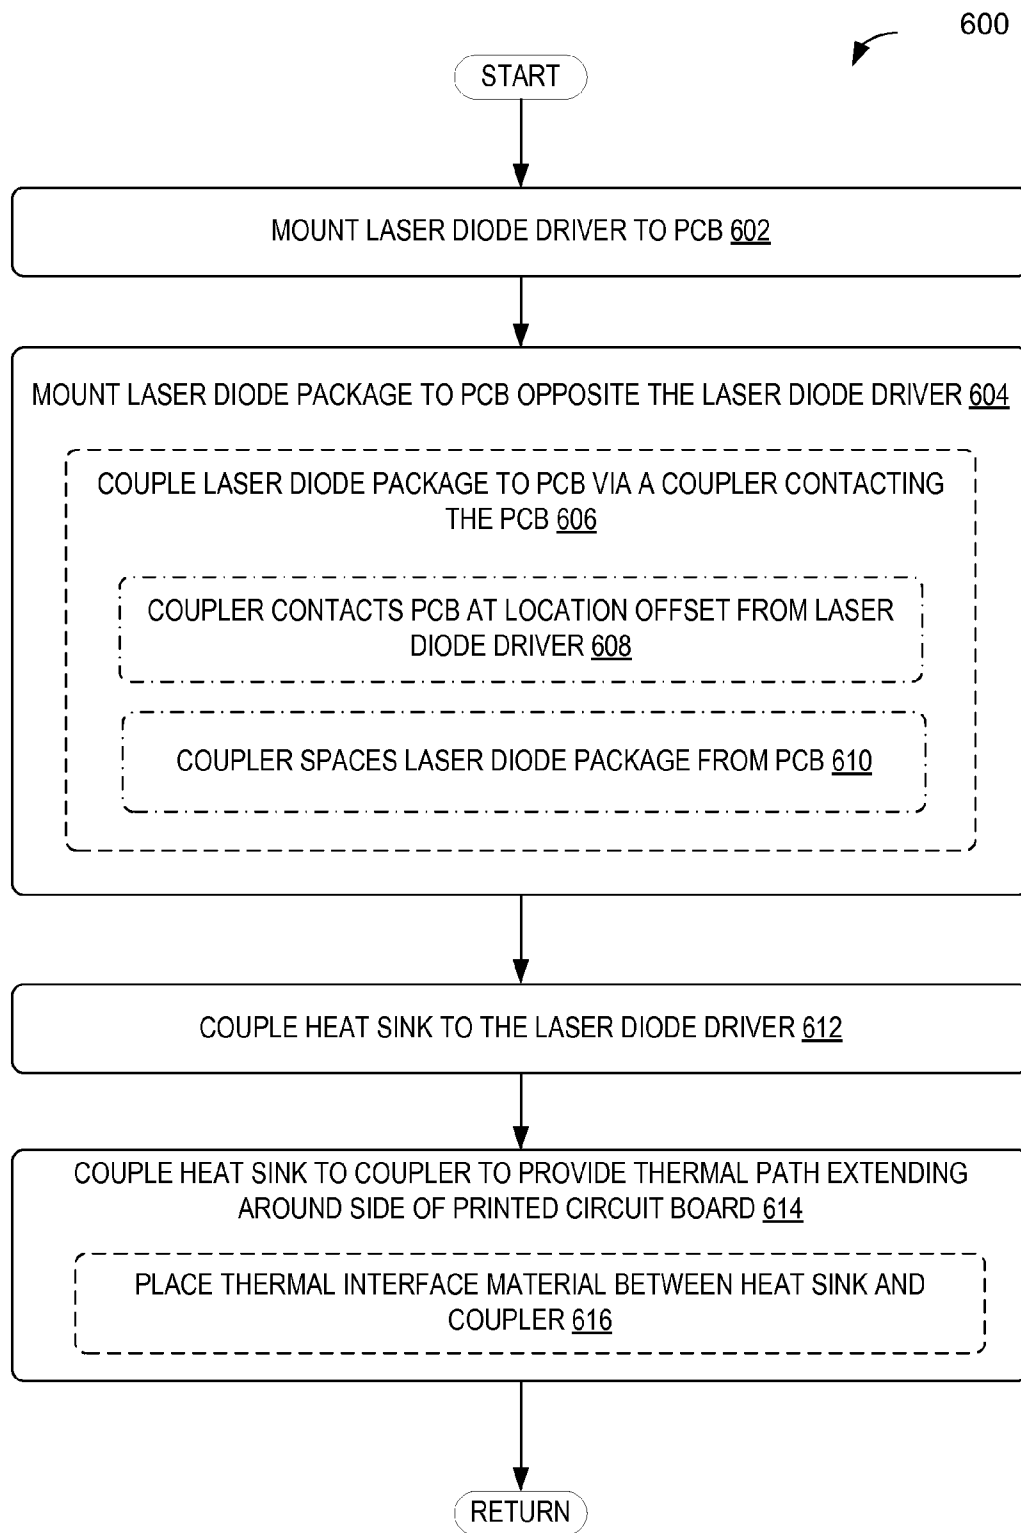 600
START
MOUNT LASER DIODE DRIVER TO PCB 602
MOUNT LASER DIODE PACKAGE TO PCB OPPOSITE THE LASER DIODE DRIVER 604
COUPLE LASER DIODE PACKAGE TO PCB VIA A COUPLER CONTACTING
THE PCB 606
COUPLER CONTACTS PCB AT LOCATION OFFSET FROM LASER
DIODE DRIVER 608
COUPLER SPACES LASER DIODE PACKAGE FROM PCB 610
COUPLE HEAT SINK TO THE LASER DIODE DRIVER 612
COUPLE HEAT SINK TO COUPLER TO PROVIDE THERMAL PATH EXTENDING
AROUND SIDE OF PRINTED CIRCUIT BOARD 614
PLACE THERMAL INTERFACE MATERIAL BETWEEN HEAT SINK AND
COUPLER 616
RETURN